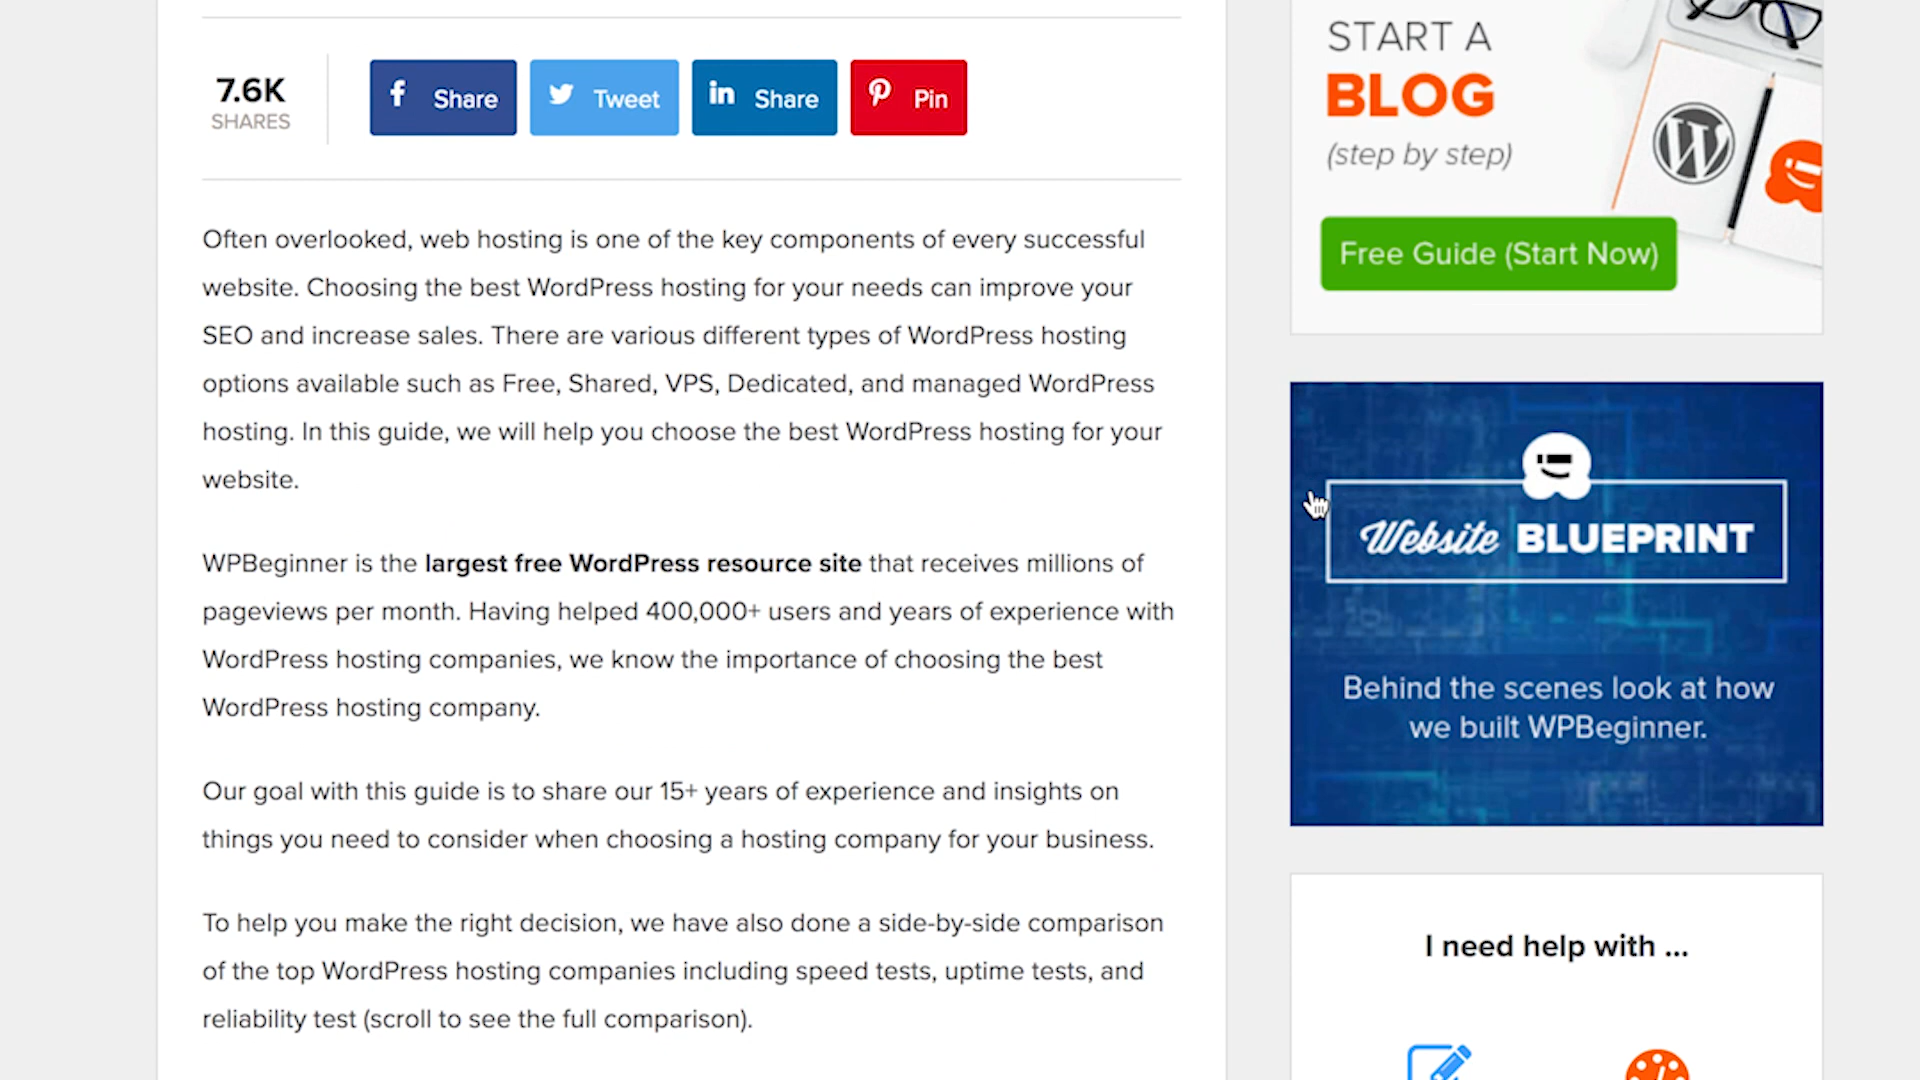 7.6K
SHARES
Share
Tweet
Share
Pin
Often overlooked, web hosting is one of the key components of every successful
website. Choosing the best WordPress hosting for your needs can improve your
SEO and increase sales. There are various different types of WordPress hosting
options available such as Free, Shared, VPS, Dedicated, and managed WordPress
hosting. In this guide, we will help you choose the best WordPress hosting for your
website.
WPBeginner is the largest free WordPress resource site that receives millions of
pageviews per month. Having helped 400,000+ users and years of experience with
WordPress hosting companies, we know the importance of choosing the best
WordPress hosting company.
Our goal with this guide is to share our 15+ years of experience and insights on
things you need to consider when choosing a hosting company for your business.
To help you make the right decision, we have also done a side-by-side comparison
of the top WordPress hosting companies including speed tests, uptime tests, and
reliability test (scroll to see the full comparison).
START A
BLOG
(step by step)
Free Guide (Start Now)
Website BLUEPRINT
Behind the scenes look at how
we built WPBeginner.
I need help with ...